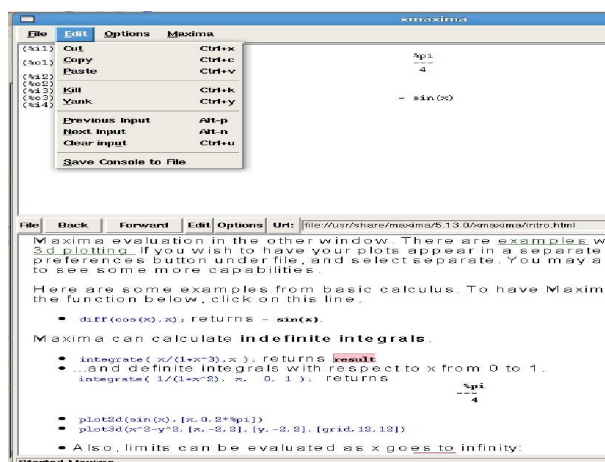 xmaxima
File Edit Options Maxima
(%i1)
(%o1)
(%i2)
(%o2)
(%i3)
(%o3)
(%i4)
Cut Ctrl+x
Copy Ctrl+c
Paste Ctrl+v
Kill Ctrl+k
Yank Ctrl+y
Previous Input Alt-p
Next Input Alt-n
Clear input Ctrl+u
Save Console to File
%pi
---
4
- sin(x)
File Back Forward Edit Options Url: file://usr/share/maxima/5.13.0/xmaxima/intro.html
Maxima evaluation in the other window. There are examples w
3d plotting. If you wish to have your plots appear in a separate
preferences button under file, and select separate. You may a
to see some more capabilities.
Here are some examples from basic calculus. To have Maxim
the function below, click on this line.
• diff(cos(x),x); returns - sin(x).
Maxima can calculate indefinite integrals.
• integrate( x/(1+x^3),x ); returns result
• ...and definite integrals with respect to x from 0 to 1.
integrate( 1/(1+x^2), x, 0, 1 ); returns
%pi
---
4
• plot2d(sin(x),[x,0,2*%pi])
• plot3d(x^2-y^2,[x,-2,2],[y,-2,2],[grid,12,12])
• Also, limits can be evaluated as x goes to infinity:
Started Maxima